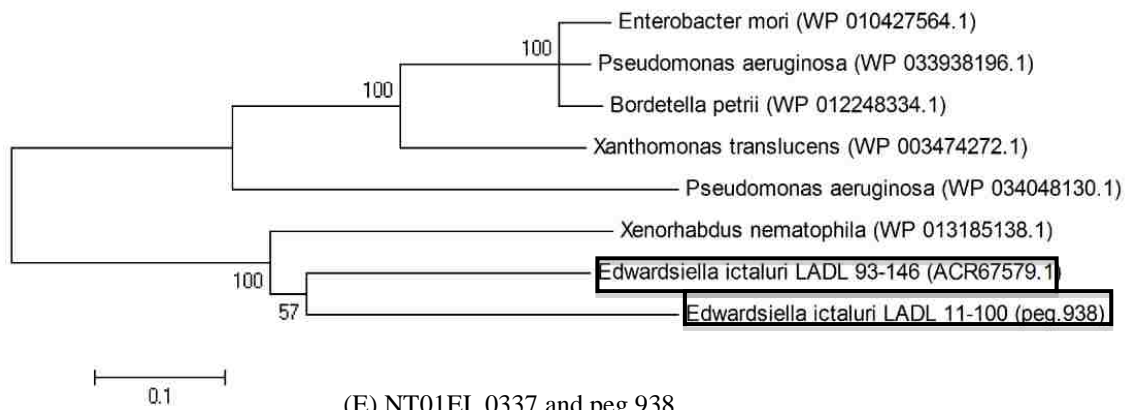 Enterobacter mori (WP 010427564.1)
100
Pseudomonas aeruginosa (WP 033938196.1)
100
Bordetella petrii (WP 012248334.1)
Xanthomonas translucens (WP 003474272.1)
Pseudomonas aeruginosa (WP 034048130.1)
Xenorhabdus nematophila (WP 013185138.1)
Edwardsiella ictaluri LADL 93-146 (ACR67579.1)
100
57
Edwardsiella ictaluri LADL 11-100 (peg.938)
0.1
(E) NT01EI_0337 and peg.938